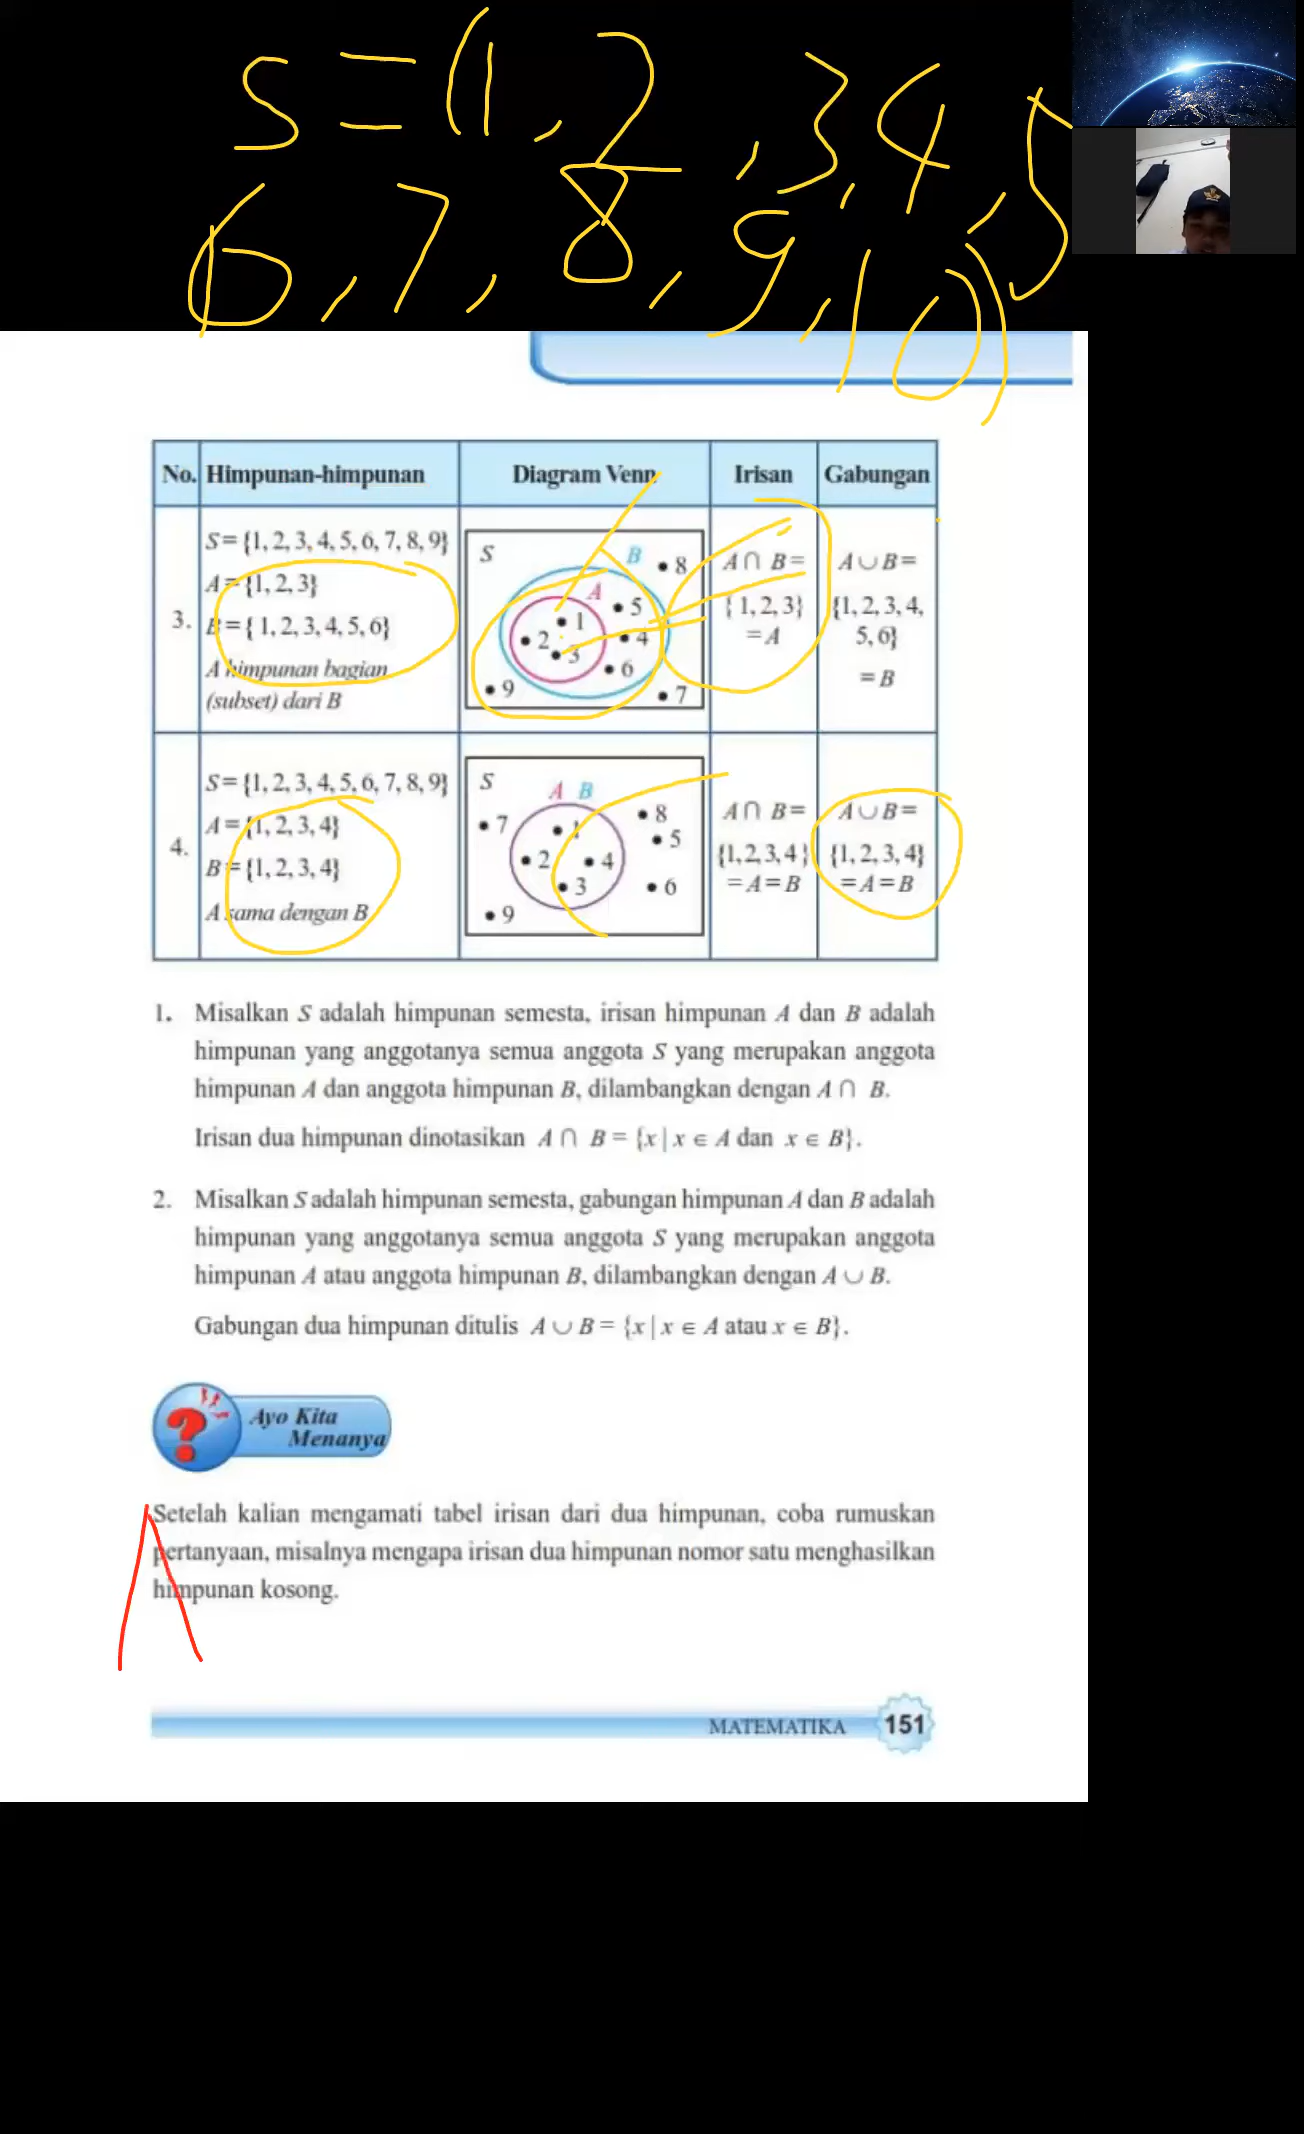 S = (1, 2, 3, 4, 5
6, 7, 8, 9, 10)
No. Himpunan-himpunan Diagram Venn Irisan Gabungan
3.
S = {1, 2, 3, 4, 5, 6, 7, 8, 9}
A = {1, 2, 3}
B = { 1, 2, 3, 4, 5, 6}
A himpunan bagian
(subset) dari B
S B A
8
5
1
2 4
3
6
9 7
A ∩ B =
{ 1, 2, 3}
= A
A ∪ B =
{1, 2, 3, 4,
5, 6}
= B
4.
S = {1, 2, 3, 4, 5, 6, 7, 8, 9}
A = {1, 2, 3, 4}
B = {1, 2, 3, 4}
A sama dengan B
S A B
8
7 1 5
2 4
3 6
9
A ∩ B =
{1, 2, 3, 4 }
= A = B
A ∪ B =
{1, 2, 3, 4}
= A = B
1. Misalkan S adalah himpunan semesta, irisan himpunan A dan B adalah
himpunan yang anggotanya semua anggota S yang merupakan anggota
himpunan A dan anggota himpunan B, dilambangkan dengan A ∩ B.
Irisan dua himpunan dinotasikan A ∩ B = {x | x ∈ A dan x ∈ B}.
2. Misalkan S adalah himpunan semesta, gabungan himpunan A dan B adalah
himpunan yang anggotanya semua anggota S yang merupakan anggota
himpunan A atau anggota himpunan B, dilambangkan dengan A ∪ B.
Gabungan dua himpunan ditulis A ∪ B = {x | x ∈ A atau x ∈ B}.
?
Ayo Kita
Menanya
Setelah kalian mengamati tabel irisan dari dua himpunan, coba rumuskan
pertanyaan, misalnya mengapa irisan dua himpunan nomor satu menghasilkan
himpunan kosong.
MATEMATIKA 151